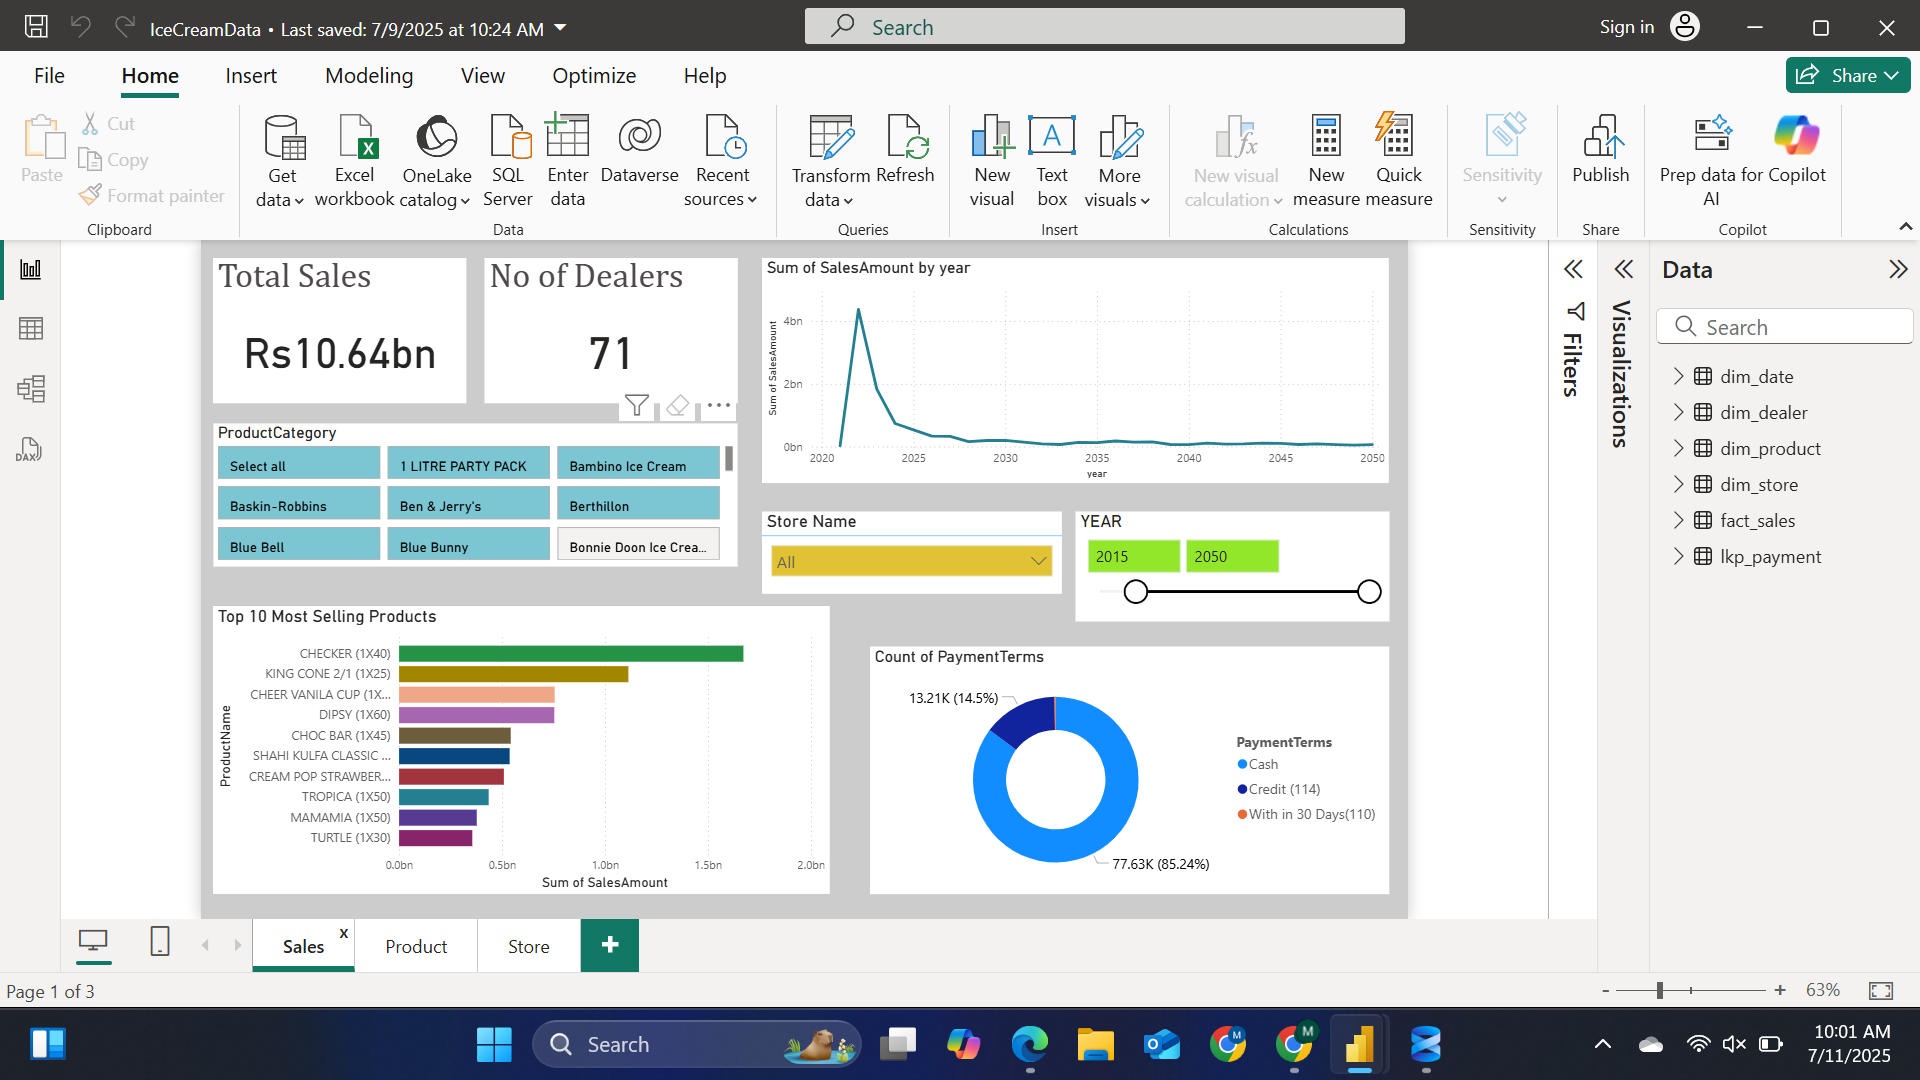 IceCreamData • Last saved: 7/9/2025 at 10:24 AM
Search
Sign in
File
Home
Insert
Modeling
View
Optimize
Help
Share
Paste
Cut
Copy
Format painter
Clipboard
Get data
Excel workbook
OneLake catalog
SQL Server
Enter data
Dataverse
Recent sources
Data
Transform data
Refresh
Queries
New visual
Text box
More visuals
Insert
New visual calculation
New measure
Quick measure
Calculations
Sensitivity
Sensitivity
Publish
Share
Prep data for AI
Copilot
Copilot
Total Sales
Rs10.64bn
No of Dealers
71
ProductCategory
Select all
1 LITRE PARTY PACK
Bambino Ice Cream
Baskin-Robbins
Ben & Jerry's
Berthillon
Blue Bell
Blue Bunny
Bonnie Doon Ice Crea...
Sum of SalesAmount by year
Sum of SalesAmount
4bn
2bn
0bn
2020 2025 2030 2035 2040 2045 2050
year
Store Name
All
YEAR
2015
2050
Top 10 Most Selling Products
ProductName
CHECKER (1X40)
KING CONE 2/1 (1X25)
CHEER VANILA CUP (1X...
DIPSY (1X60)
CHOC BAR (1X45)
SHAHI KULFA CLASSIC ...
CREAM POP STRAWBER...
TROPICA (1X50)
MAMAMIA (1X50)
TURTLE (1X30)
0.0bn 0.5bn 1.0bn 1.5bn 2.0bn
Sum of SalesAmount
Count of PaymentTerms
13.21K (14.5%)
77.63K (85.24%)
PaymentTerms
Cash
Credit (114)
With in 30 Days(110)
Filters
Visualizations
Data
Search
dim_date
dim_dealer
dim_product
dim_store
fact_sales
lkp_payment
DAX
Sales
x
Product
Store
+
Page 1 of 3
- + 63%
Search
M
M
10:01 AM
7/11/2025